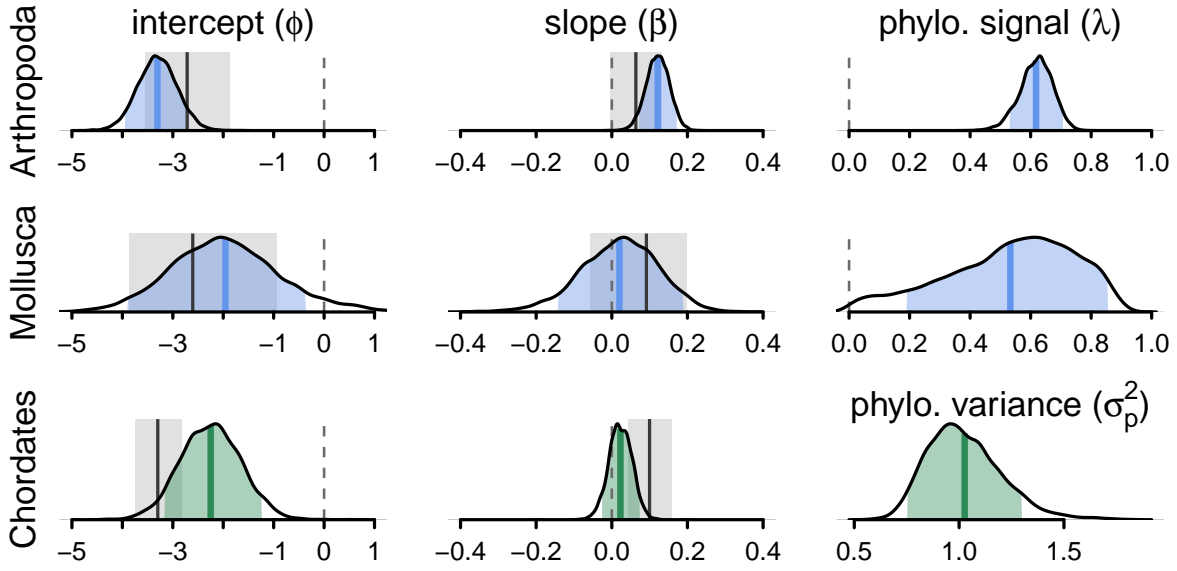 intercept (ϕ) slope (β) phylo. signal (λ)
Arthropoda
−5 −3 −1 0 1 −0.4 −0.2 0.0 0.2 0.4 0.0 0.2 0.4 0.6 0.8 1.0
Mollusca
−5 −3 −1 0 1 −0.4 −0.2 0.0 0.2 0.4 0.0 0.2 0.4 0.6 0.8 1.0
phylo. variance (σ²ₚ)
Chordates
−5 −3 −1 0 1 −0.4 −0.2 0.0 0.2 0.4 0.5 1.0 1.5